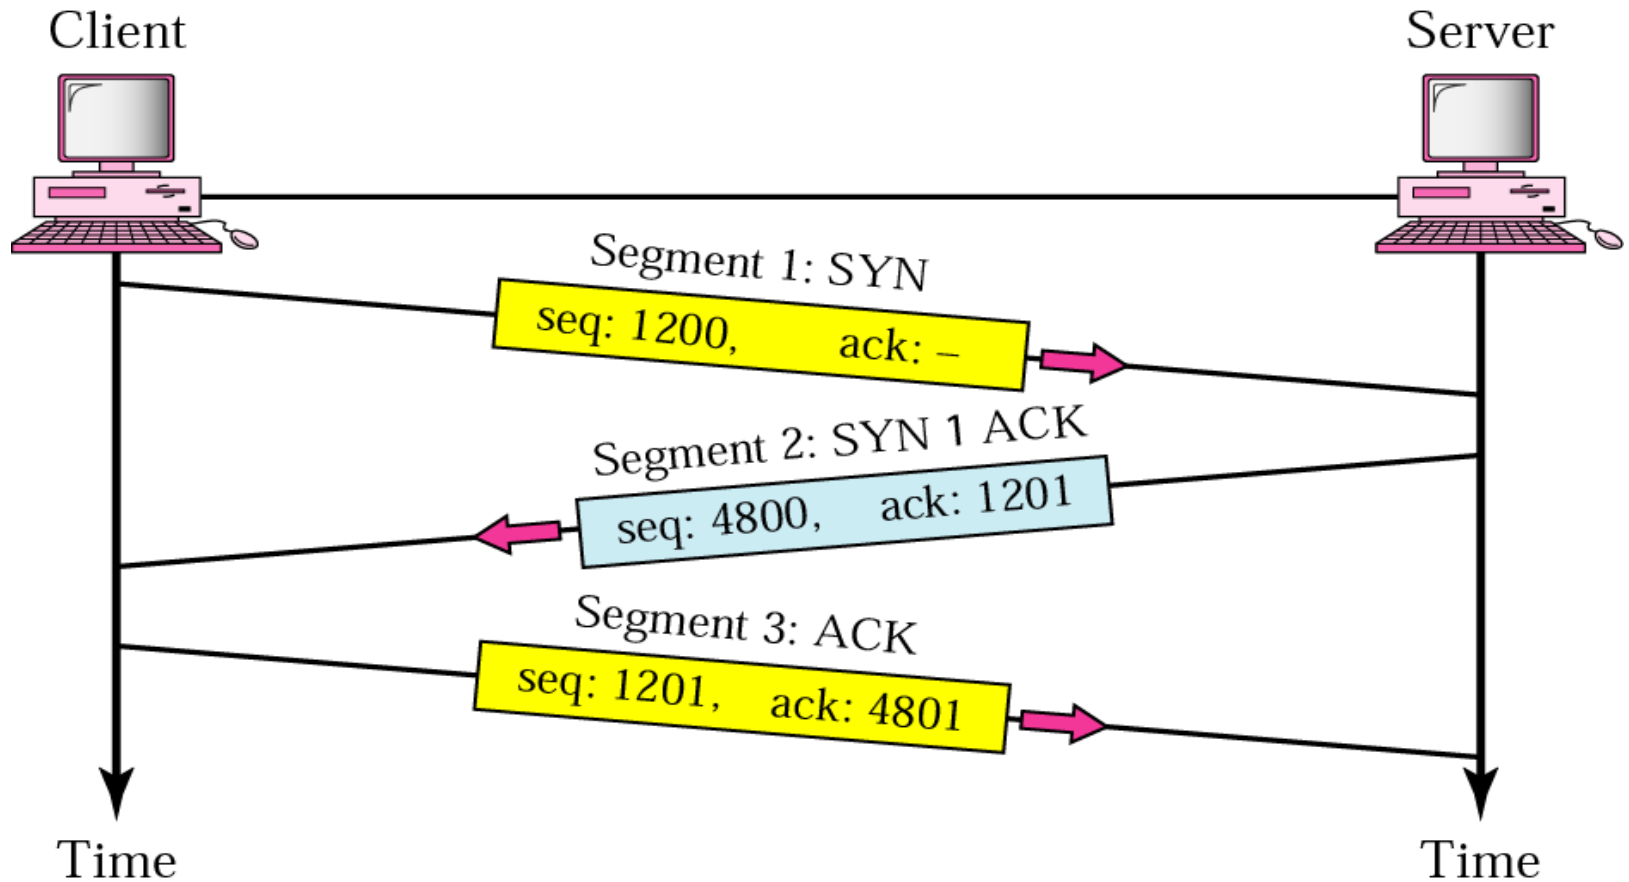 Client
Server
Segment 1: SYN
seq: 1200, ack: –
Segment 2: SYN 1 ACK
seq: 4800, ack: 1201
Segment 3: ACK
seq: 1201, ack: 4801
Time
Time